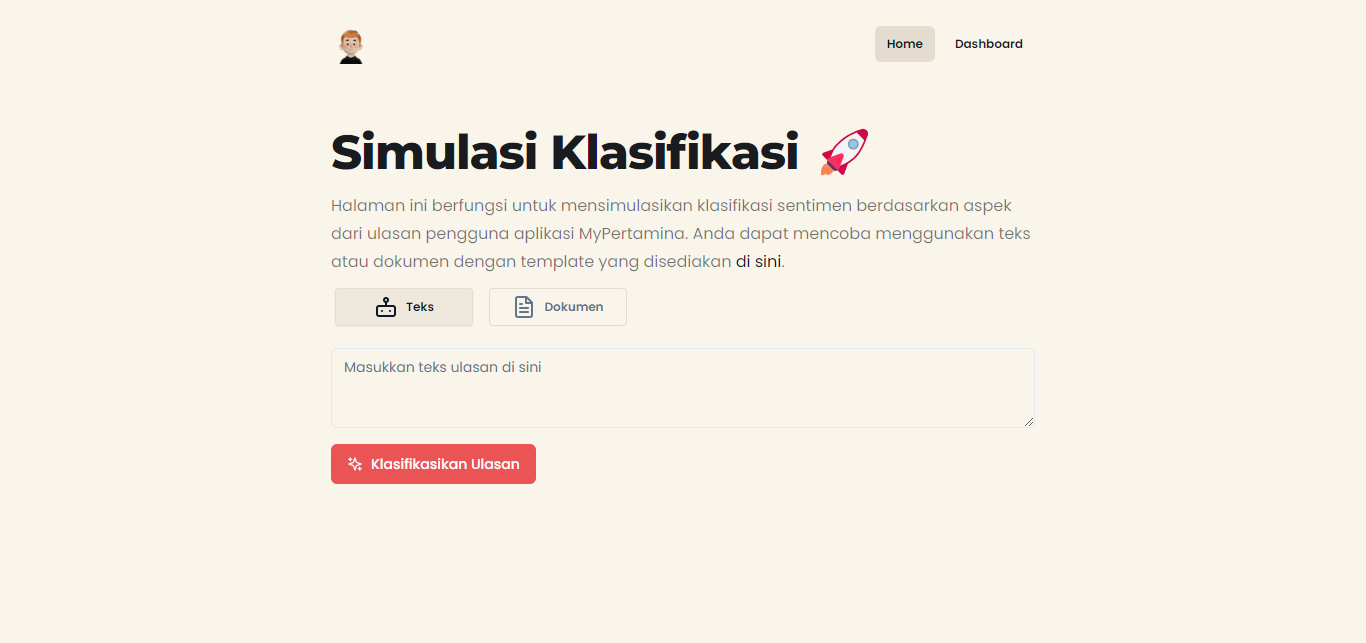 Home
Dashboard
Simulasi Klasifikasi 🚀
Halaman ini berfungsi untuk mensimulasikan klasifikasi sentimen berdasarkan aspek
dari ulasan pengguna aplikasi MyPertamina. Anda dapat mencoba menggunakan teks
atau dokumen dengan template yang disediakan di sini.
Teks
Dokumen
Masukkan teks ulasan di sini
Klasifikasikan Ulasan